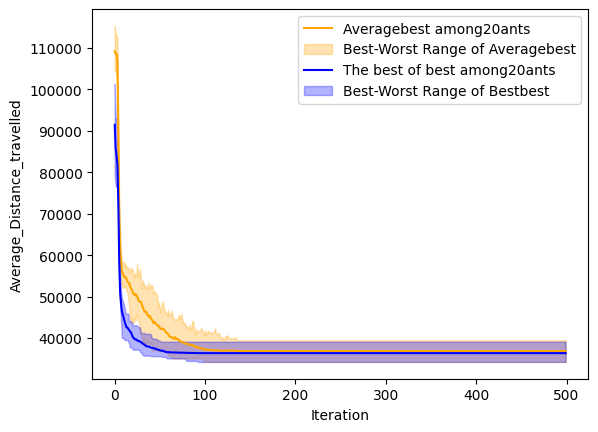 Averagebest among20ants
Best-Worst Range of Averagebest
The best of best among20ants
Best-Worst Range of Bestbest
Average_Distance_travelled
110000
100000
90000
80000
70000
60000
50000
40000
0 100 200 300 400 500
Iteration